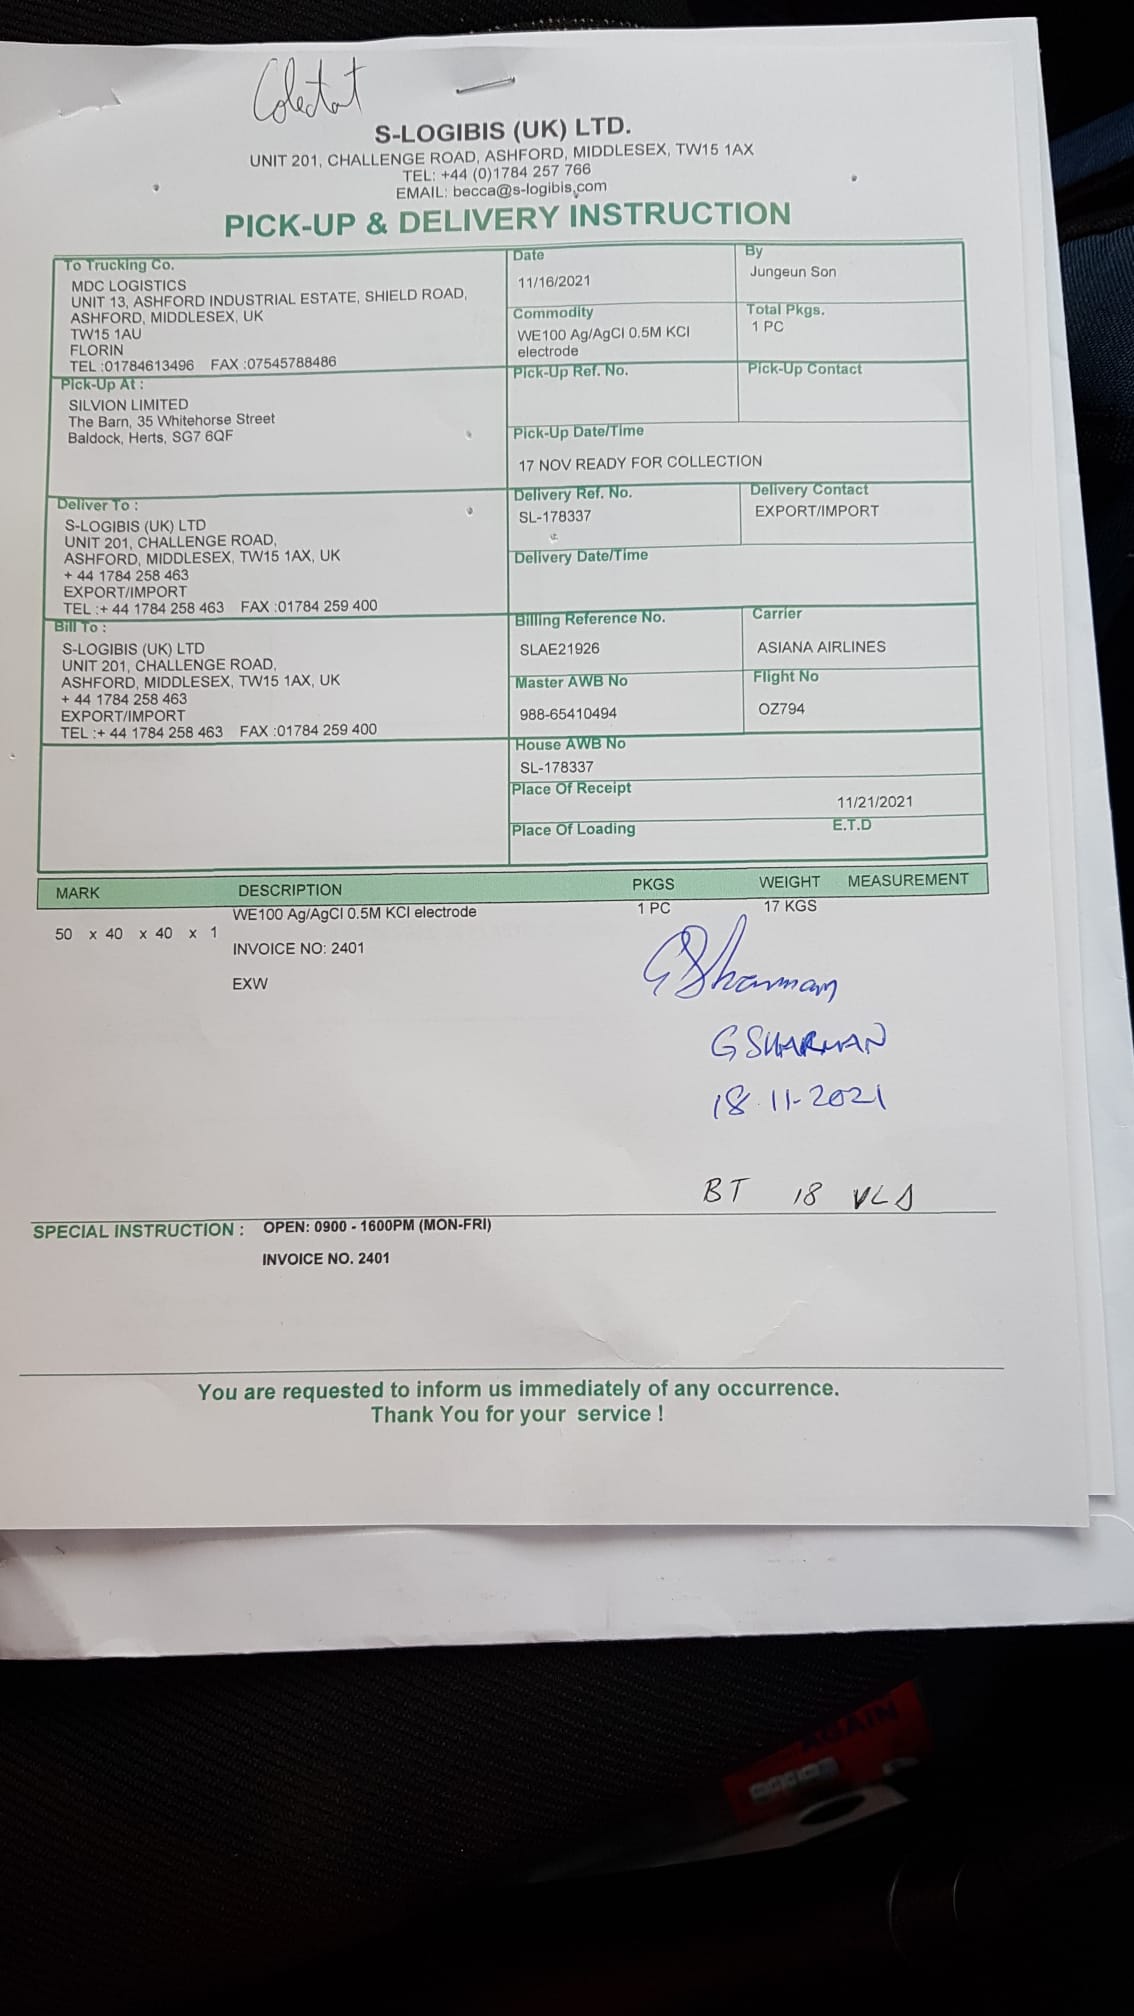 Colectat
S-LOGIBIS (UK) LTD.
UNIT 201, CHALLENGE ROAD, ASHFORD, MIDDLESEX, TW15 1AX
TEL: +44 (0)1784 257 766
EMAIL: becca@s-logibis.com
PICK-UP & DELIVERY INSTRUCTION
To Trucking Co.
MDC LOGISTICS
UNIT 13, ASHFORD INDUSTRIAL ESTATE, SHIELD ROAD,
ASHFORD, MIDDLESEX, UK
TW15 1AU
FLORIN
TEL :01784613496 FAX :07545788486
Date
11/16/2021
By
Jungeun Son
Commodity
WE100 Ag/AgCl 0.5M KCl
electrode
Total Pkgs.
1 PC
Pick-Up At :
SILVION LIMITED
The Barn, 35 Whitehorse Street
Baldock, Herts, SG7 6QF
Pick-Up Ref. No.
Pick-Up Contact
Pick-Up Date/Time
17 NOV READY FOR COLLECTION
Deliver To :
S-LOGIBIS (UK) LTD
UNIT 201, CHALLENGE ROAD,
ASHFORD, MIDDLESEX, TW15 1AX, UK
+ 44 1784 258 463
EXPORT/IMPORT
TEL :+ 44 1784 258 463 FAX :01784 259 400
Delivery Ref. No.
SL-178337
Delivery Contact
EXPORT/IMPORT
Delivery Date/Time
Bill To :
S-LOGIBIS (UK) LTD
UNIT 201, CHALLENGE ROAD,
ASHFORD, MIDDLESEX, TW15 1AX, UK
+ 44 1784 258 463
EXPORT/IMPORT
TEL :+ 44 1784 258 463 FAX :01784 259 400
Billing Reference No.
SLAE21926
Carrier
ASIANA AIRLINES
Master AWB No
988-65410494
Flight No
OZ794
House AWB No
SL-178337
Place Of Receipt
11/21/2021
Place Of Loading
E.T.D
MARK DESCRIPTION PKGS WEIGHT MEASUREMENT
WE100 Ag/AgCl 0.5M KCl electrode 1 PC 17 KGS
50 x 40 x 40 x 1
INVOICE NO: 2401
EXW
G Sharman
G SHARMAN
18.11-2021
BT 18 VLA
SPECIAL INSTRUCTION : OPEN: 0900 - 1600PM (MON-FRI)
INVOICE NO. 2401
You are requested to inform us immediately of any occurrence.
Thank You for your service !
AGAIN